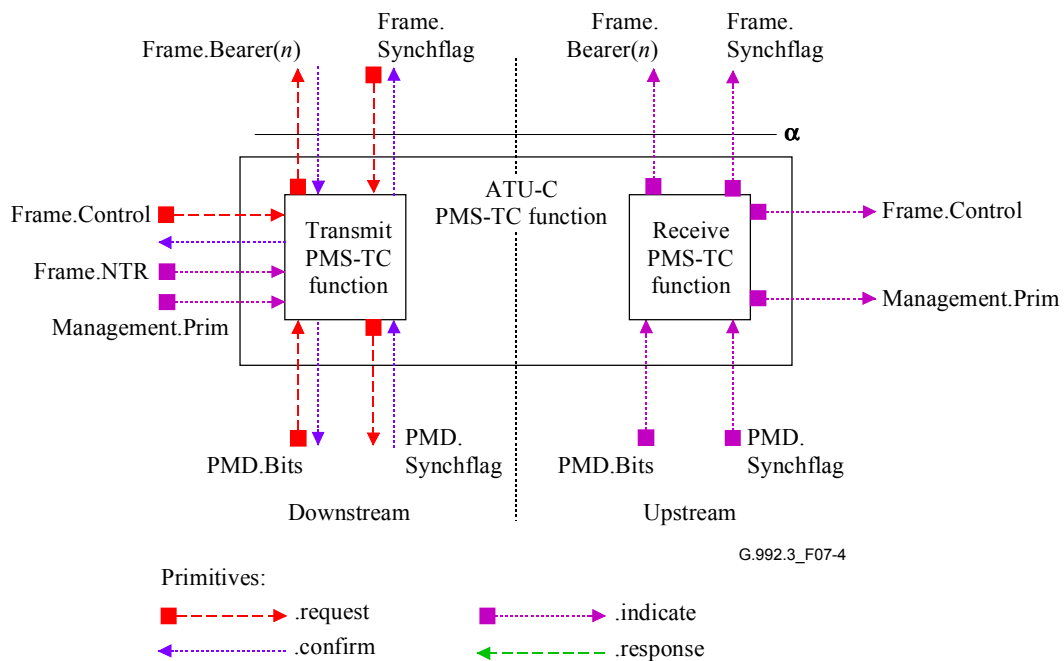 Frame.Bearer(n)
Frame.
Synchflag
Frame.
Bearer(n)
Frame.
Synchflag
α
ATU-C
PMS-TC function
Transmit
PMS-TC
function
Receive
PMS-TC
function
Frame.Control
Frame.NTR
Management.Prim
Frame.Control
Management.Prim
PMD.Bits
PMD.
Synchflag
PMD.Bits
PMD.
Synchflag
Downstream
Upstream
G.992.3_F07-4
Primitives:
.request
.indicate
.confirm
.response